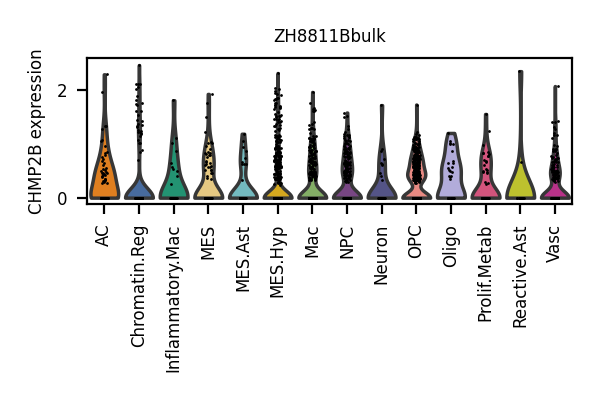 ZH8811Bbulk
CHMP2B expression
2
0
AC
Chromatin.Reg
Inflammatory.Mac
MES
MES.Ast
MES.Hyp
Mac
NPC
Neuron
OPC
Oligo
Prolif.Metab
Reactive.Ast
Vasc